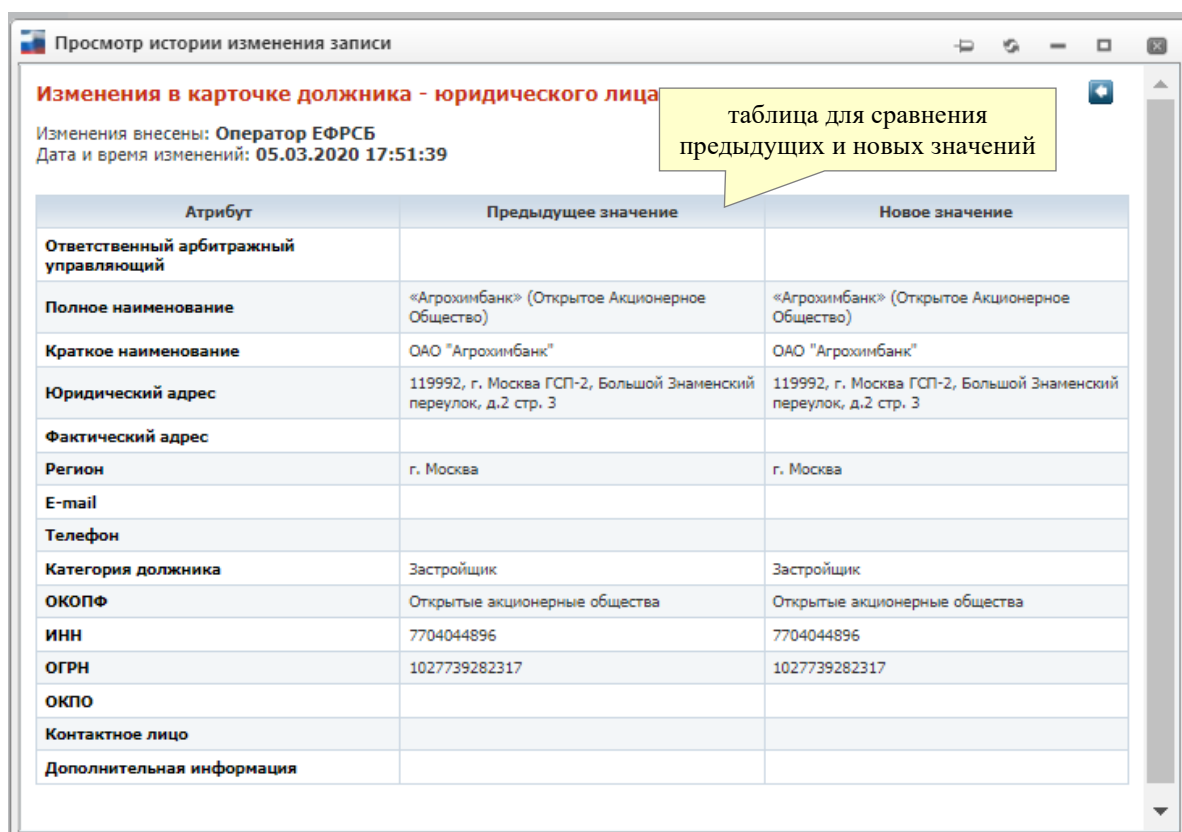 Просмотр истории изменения записи
Изменения в карточке должника - юридического лица
таблица для сравнения
предыдущих и новых значений
Изменения внесены: Оператор ЕФРСБ
Дата и время изменений: 05.03.2020 17:51:39
Атрибут Предыдущее значение Новое значение
Ответственный арбитражный
управляющий
Полное наименование «Агрохимбанк» (Открытое Акционерное Общество) «Агрохимбанк» (Открытое Акционерное Общество)
Краткое наименование ОАО "Агрохимбанк" ОАО "Агрохимбанк"
Юридический адрес 119992, г. Москва ГСП-2, Большой Знаменский переулок, д.2 стр. 3 119992, г. Москва ГСП-2, Большой Знаменский переулок, д.2 стр. 3
Фактический адрес
Регион г. Москва г. Москва
E-mail
Телефон
Категория должника Застройщик Застройщик
ОКОПФ Открытые акционерные общества Открытые акционерные общества
ИНН 7704044896 7704044896
ОГРН 1027739282317 1027739282317
ОКПО
Контактное лицо
Дополнительная информация